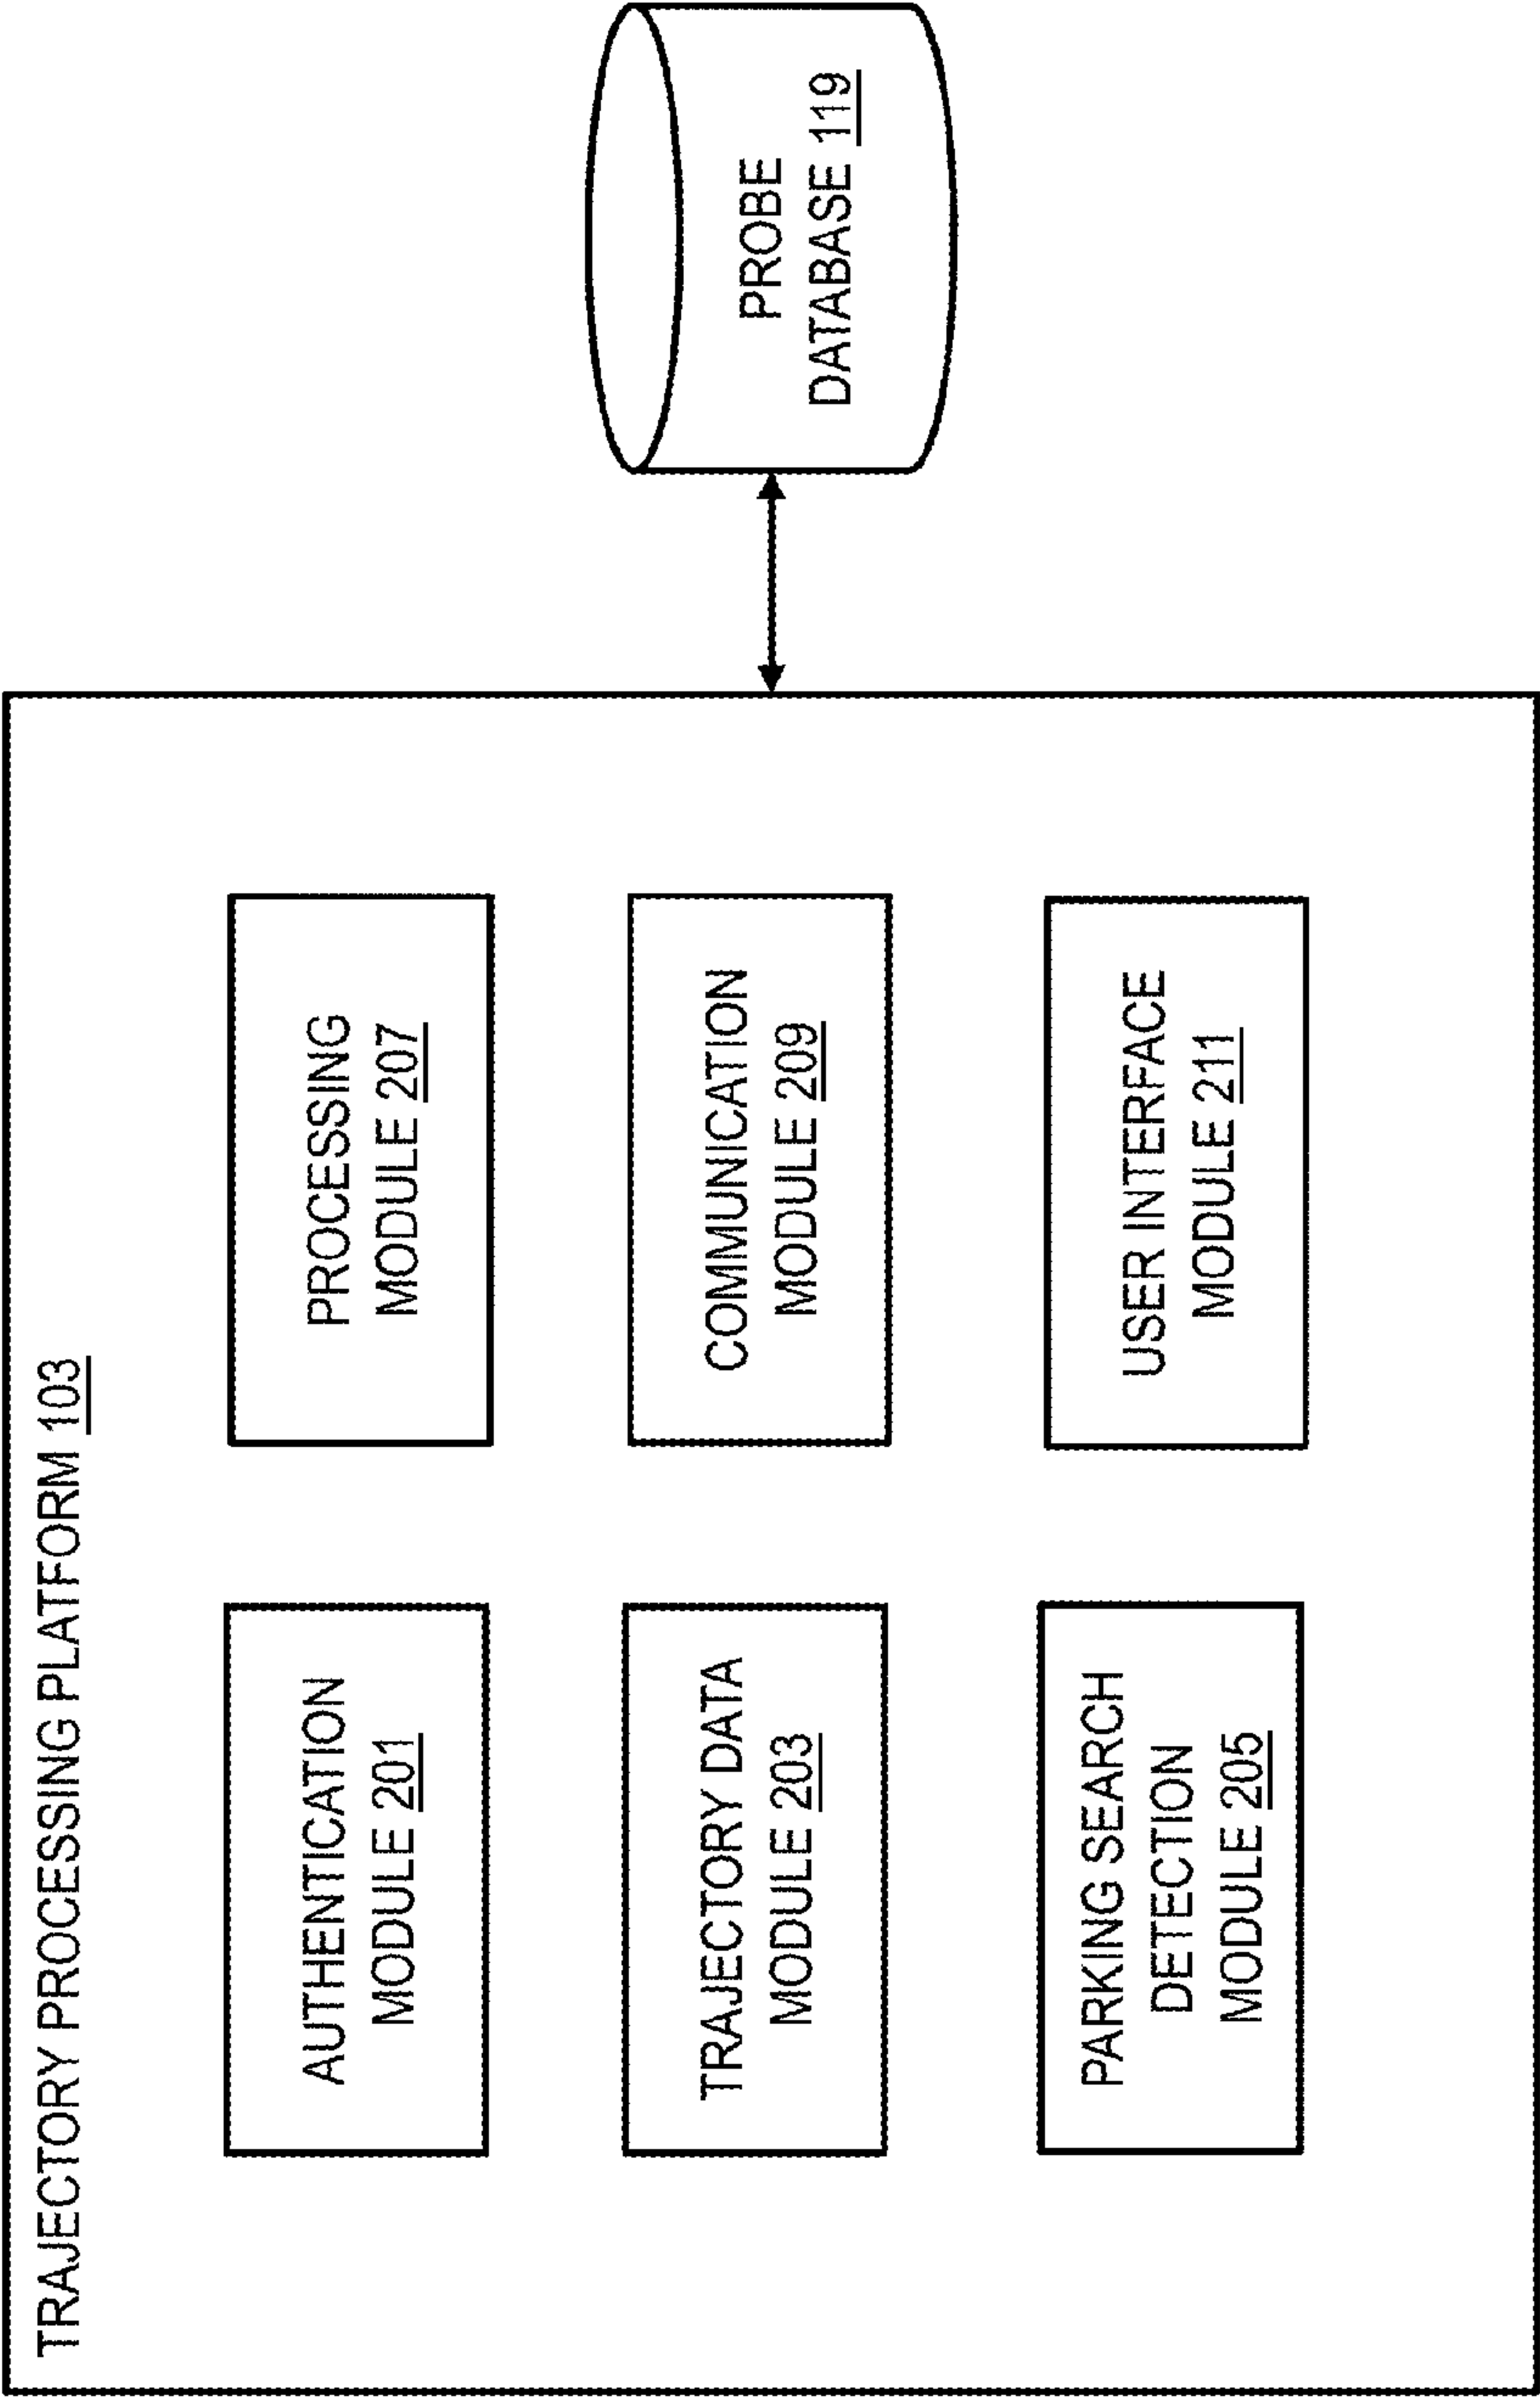 TRAJECTORY PROCESSING PLATFORM 103
AUTHENTICATION
MODULE 201
TRAJECTORY DATA
MODULE 203
PARKING SEARCH
DETECTION
MODULE 205
PROCESSING
MODULE 207
COMMUNICATION
MODULE 209
USER INTERFACE
MODULE 211
PROBE
DATABASE 119